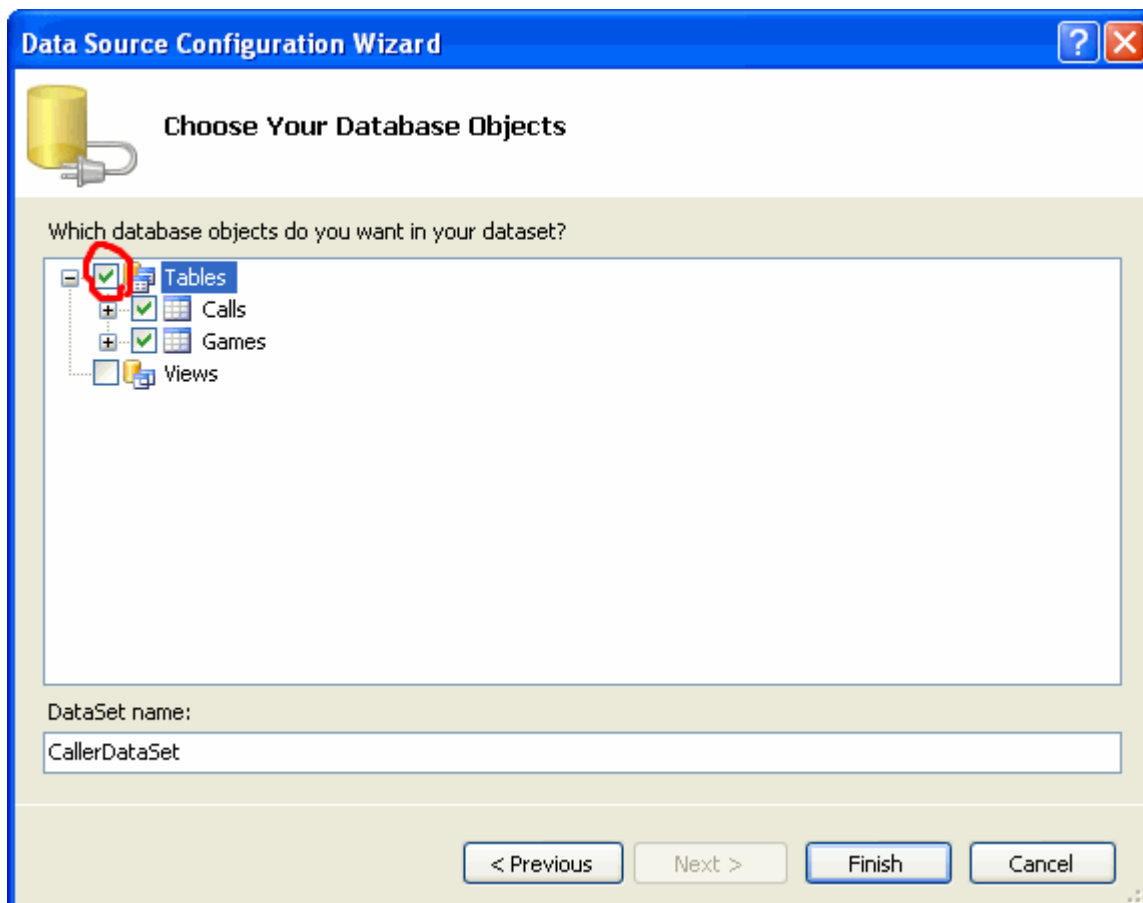 Data Source Configuration Wizard
?
Choose Your Database Objects
Which database objects do you want in your dataset?
Tables
Calls
Games
Views
DataSet name:
CallerDataSet
< Previous Next > Finish Cancel